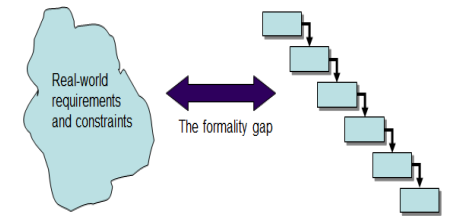 Real-world
requirements
and constraints
The formality gap